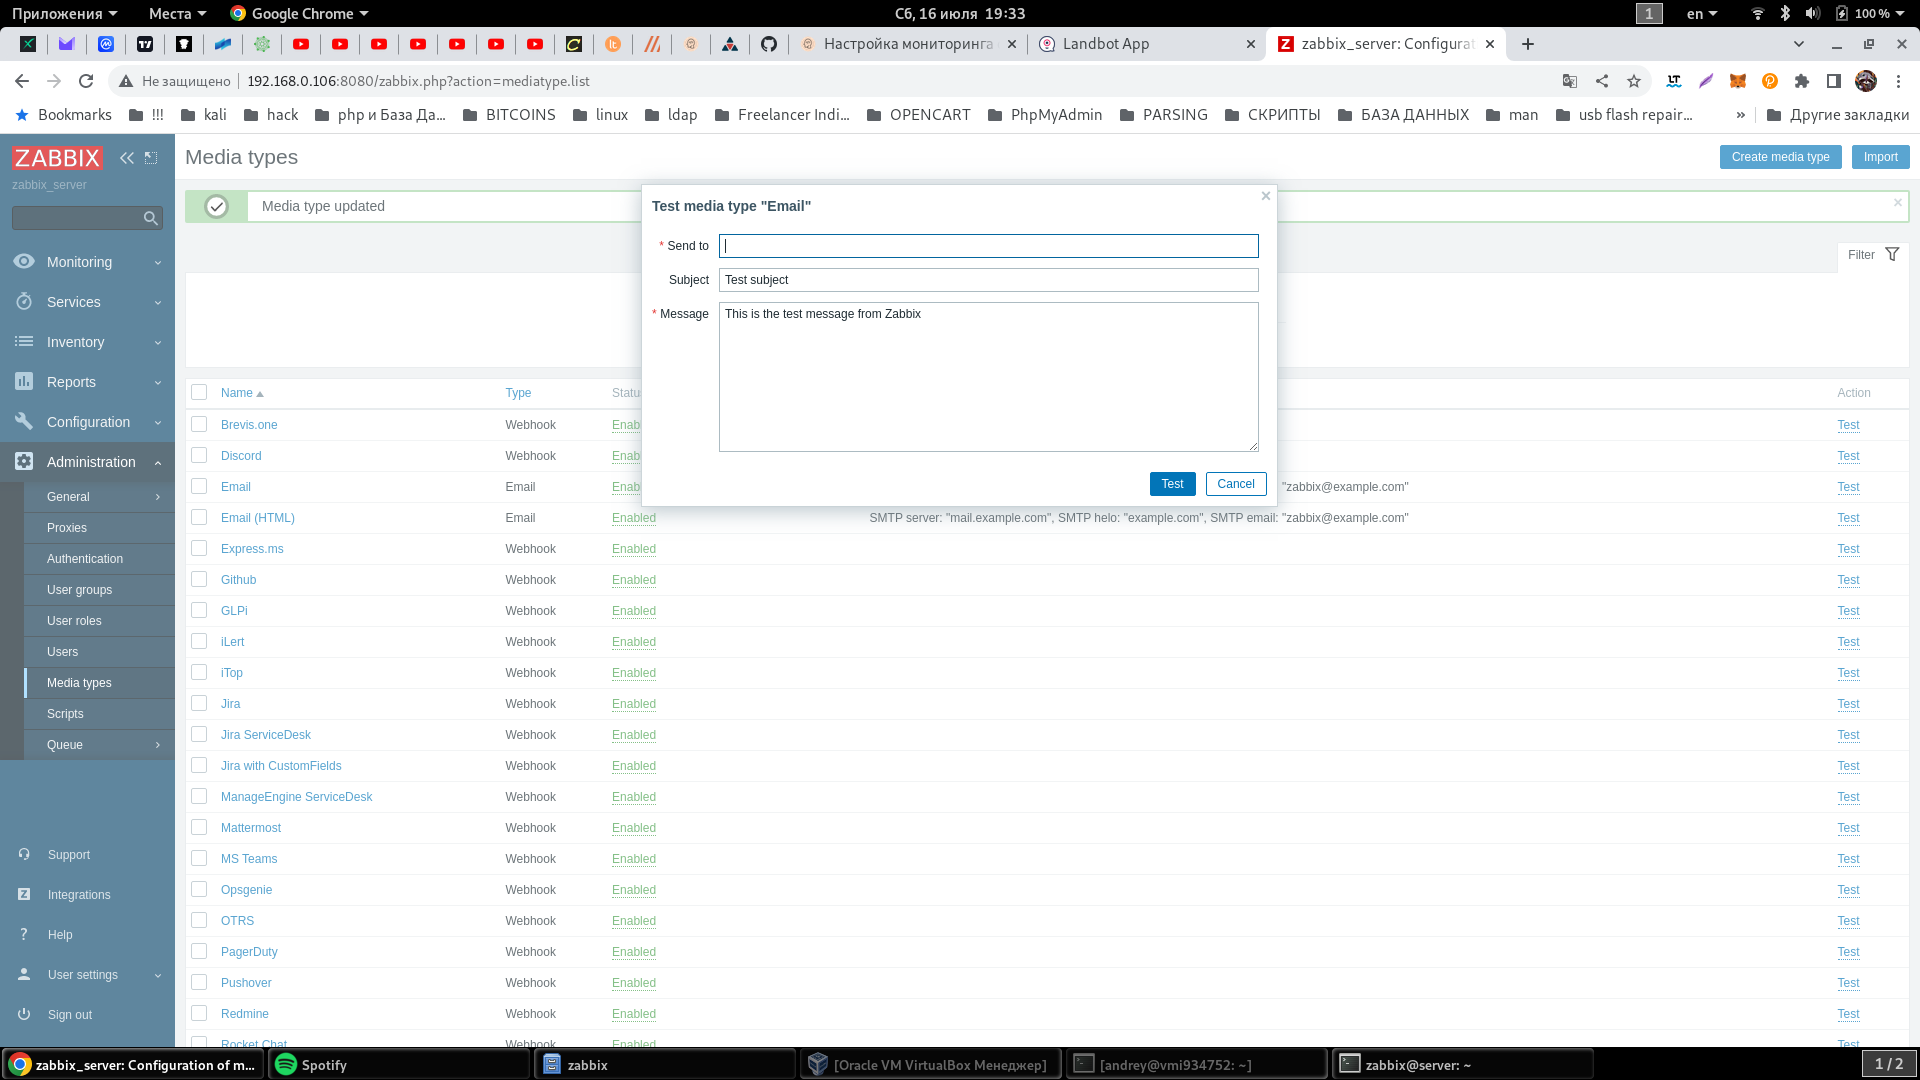 Приложения Места Google Chrome Сб, 16 июля 19:33 1 en 100 %
Настройка мониторинга Landbot App zabbix_server: Configurat
Не защищено 192.168.0.106:8080/zabbix.php?action=mediatype.list
Bookmarks !!! kali hack php и База Да... BITCOINS linux ldap Freelancer Indi... OPENCART PhpMyAdmin PARSING СКРИПТЫ БАЗА ДАННЫХ man usb flash repair... » Другие закладки
ZABBIX
zabbix_server
Monitoring
Services
Inventory
Reports
Configuration
Administration
General
Proxies
Authentication
User groups
User roles
Users
Media types
Scripts
Queue
Support
Integrations
Help
User settings
Sign out
Media types
Create media type Import
Media type updated
Filter
Test media type "Email"
* Send to
Subject Test subject
* Message This is the test message from Zabbix
Test Cancel
Name Type Statu Action
Brevis.one Webhook Enab Test
Discord Webhook Enab Test
Email Email Enab "zabbix@example.com" Test
Email (HTML) Email Enabled SMTP server: "mail.example.com", SMTP helo: "example.com", SMTP email: "zabbix@example.com" Test
Express.ms Webhook Enabled Test
Github Webhook Enabled Test
GLPi Webhook Enabled Test
iLert Webhook Enabled Test
iTop Webhook Enabled Test
Jira Webhook Enabled Test
Jira ServiceDesk Webhook Enabled Test
Jira with CustomFields Webhook Enabled Test
ManageEngine ServiceDesk Webhook Enabled Test
Mattermost Webhook Enabled Test
MS Teams Webhook Enabled Test
Opsgenie Webhook Enabled Test
OTRS Webhook Enabled Test
PagerDuty Webhook Enabled Test
Pushover Webhook Enabled Test
Redmine Webhook Enabled Test
Rocket Chat Webhook Enabled Test
zabbix_server: Configuration of m... Spotify zabbix [Oracle VM VirtualBox Менеджер] [andrey@vmi934752: ~] zabbix@server: ~ 1 / 2